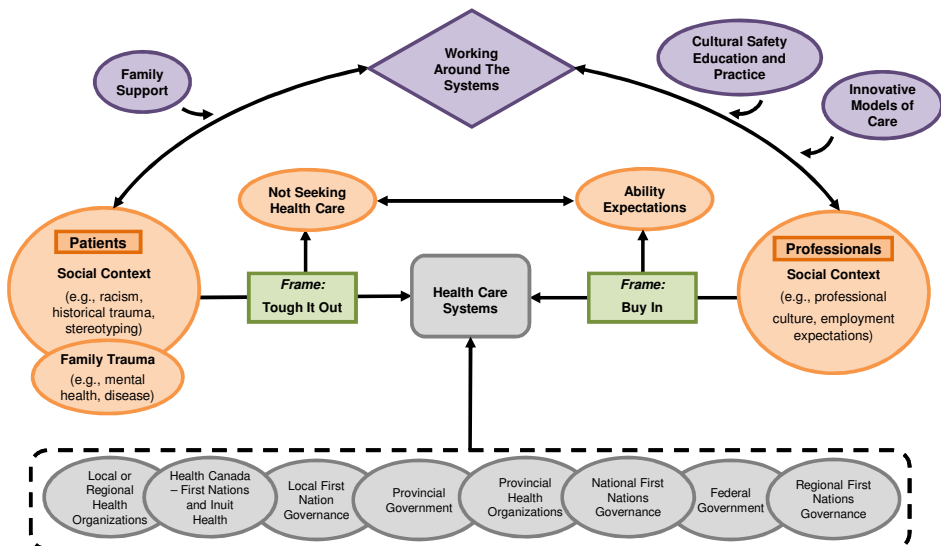 Working
Around The
Systems
Family
Support
Cultural Safety
Education and
Practice
Innovative
Models of
Care
Not Seeking
Health Care
Ability
Expectations
Patients
Social Context
(e.g., racism,
historical trauma,
stereotyping)
Family Trauma
(e.g., mental
health, disease)
Frame:
Tough It Out
Health Care
Systems
Frame:
Buy In
Professionals
Social Context
(e.g., professional
culture, employment
expectations)
Local or
Regional
Health
Organizations
Health Canada
– First Nations
and Inuit
Health
Local First
Nation
Governance
Provincial
Government
Provincial
Health
Organizations
National First
Nations
Governance
Federal
Government
Regional First
Nations
Governance